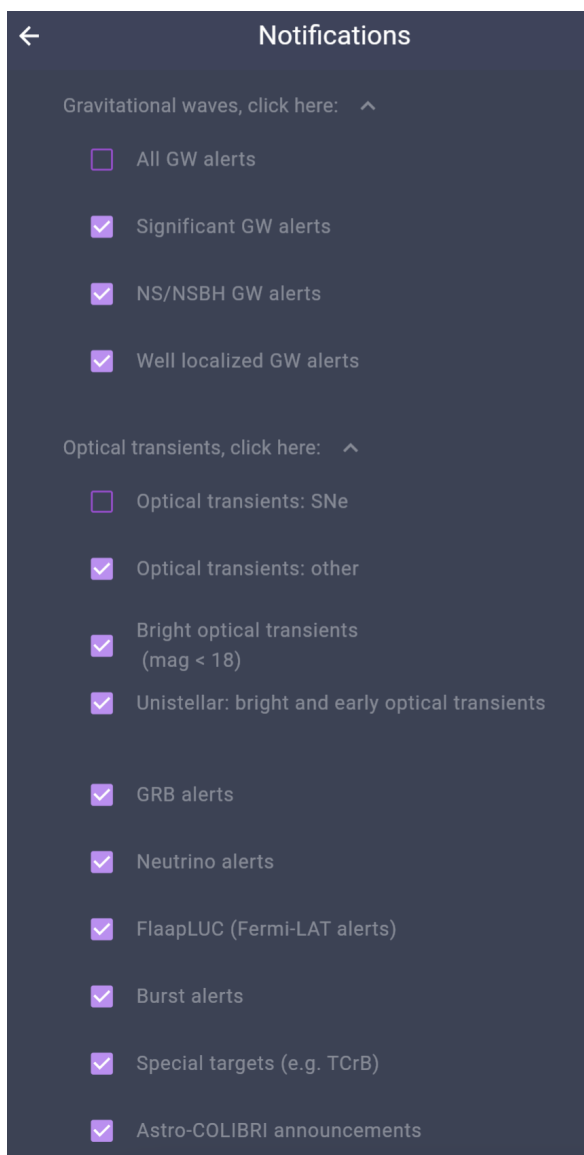 Notifications
Gravitational waves, click here:
All GW alerts
Significant GW alerts
NS/NSBH GW alerts
Well localized GW alerts
Optical transients, click here:
Optical transients: SNe
Optical transients: other
Bright optical transients
(mag < 18)
Unistellar: bright and early optical transients
GRB alerts
Neutrino alerts
FlaapLUC (Fermi-LAT alerts)
Burst alerts
Special targets (e.g. TCrB)
Astro-COLIBRI announcements